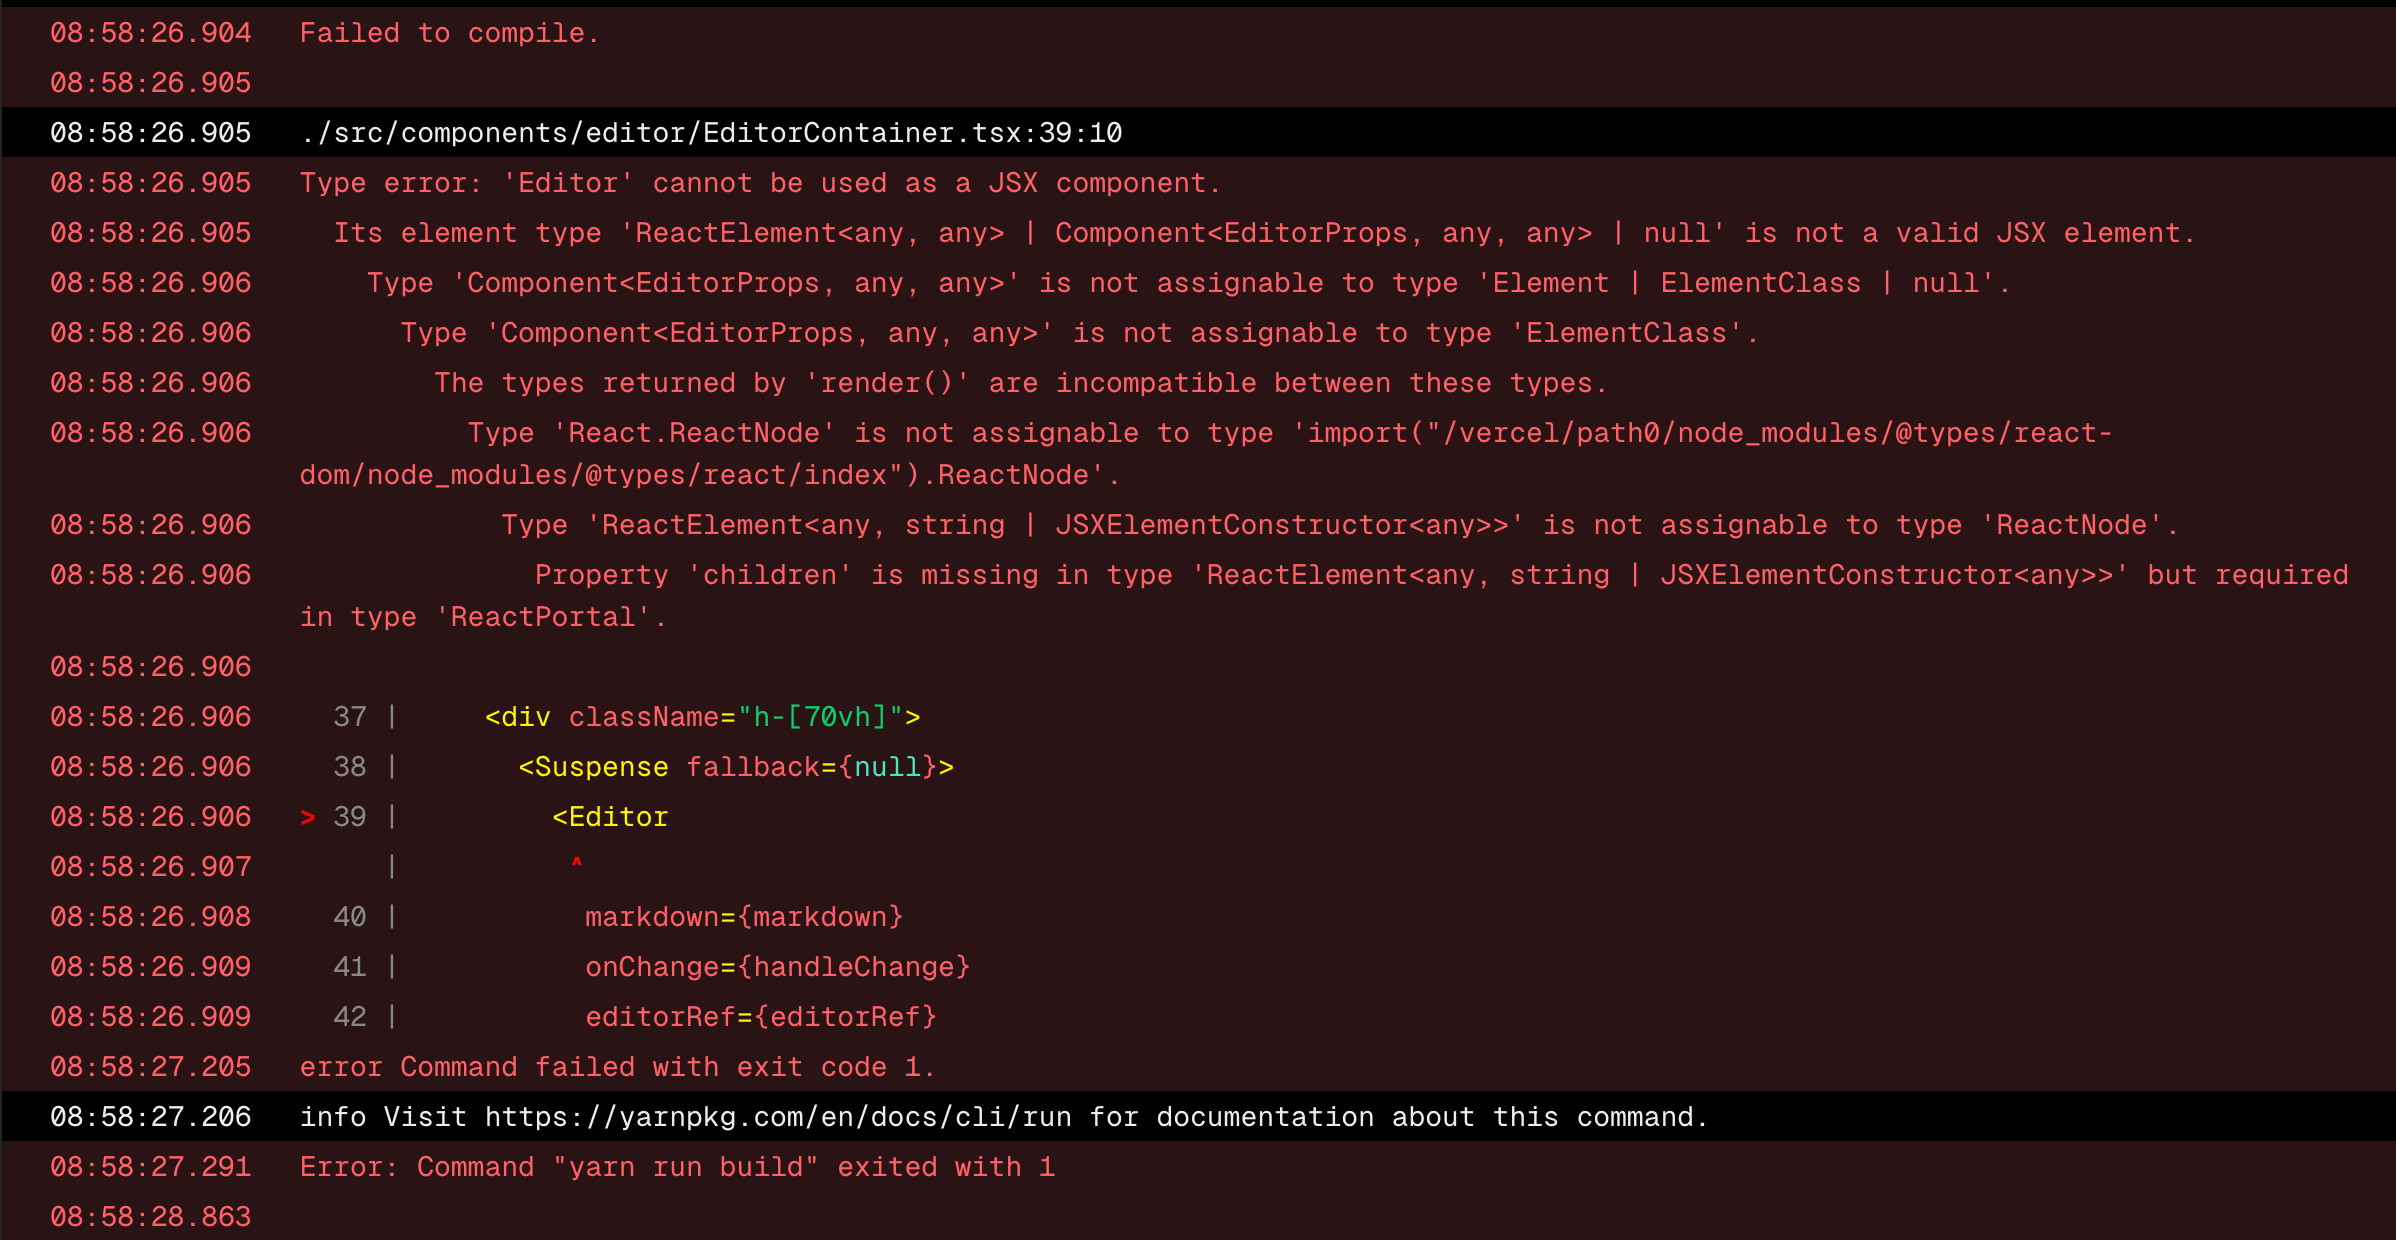 08:58:26.904 Failed to compile.
08:58:26.905
08:58:26.905 ./src/components/editor/EditorContainer.tsx:39:10
08:58:26.905 Type error: 'Editor' cannot be used as a JSX component.
08:58:26.905   Its element type 'ReactElement<any, any> | Component<EditorProps, any, any> | null' is not a valid JSX element.
08:58:26.906     Type 'Component<EditorProps, any, any>' is not assignable to type 'Element | ElementClass | null'.
08:58:26.906       Type 'Component<EditorProps, any, any>' is not assignable to type 'ElementClass'.
08:58:26.906         The types returned by 'render()' are incompatible between these types.
08:58:26.906           Type 'React.ReactNode' is not assignable to type 'import("/vercel/path0/node_modules/@types/react-
dom/node_modules/@types/react/index").ReactNode'.
08:58:26.906             Type 'ReactElement<any, string | JSXElementConstructor<any>>' is not assignable to type 'ReactNode'.
08:58:26.906               Property 'children' is missing in type 'ReactElement<any, string | JSXElementConstructor<any>>' but required
in type 'ReactPortal'.
08:58:26.906
08:58:26.906   37 |     <div className="h-[70vh]">
08:58:26.906   38 |       <Suspense fallback={null}>
08:58:26.906 > 39 |         <Editor
08:58:26.907      |          ^
08:58:26.908   40 |           markdown={markdown}
08:58:26.909   41 |           onChange={handleChange}
08:58:26.909   42 |           editorRef={editorRef}
08:58:27.205 error Command failed with exit code 1.
08:58:27.206 info Visit https://yarnpkg.com/en/docs/cli/run for documentation about this command.
08:58:27.291 Error: Command "yarn run build" exited with 1
08:58:28.863